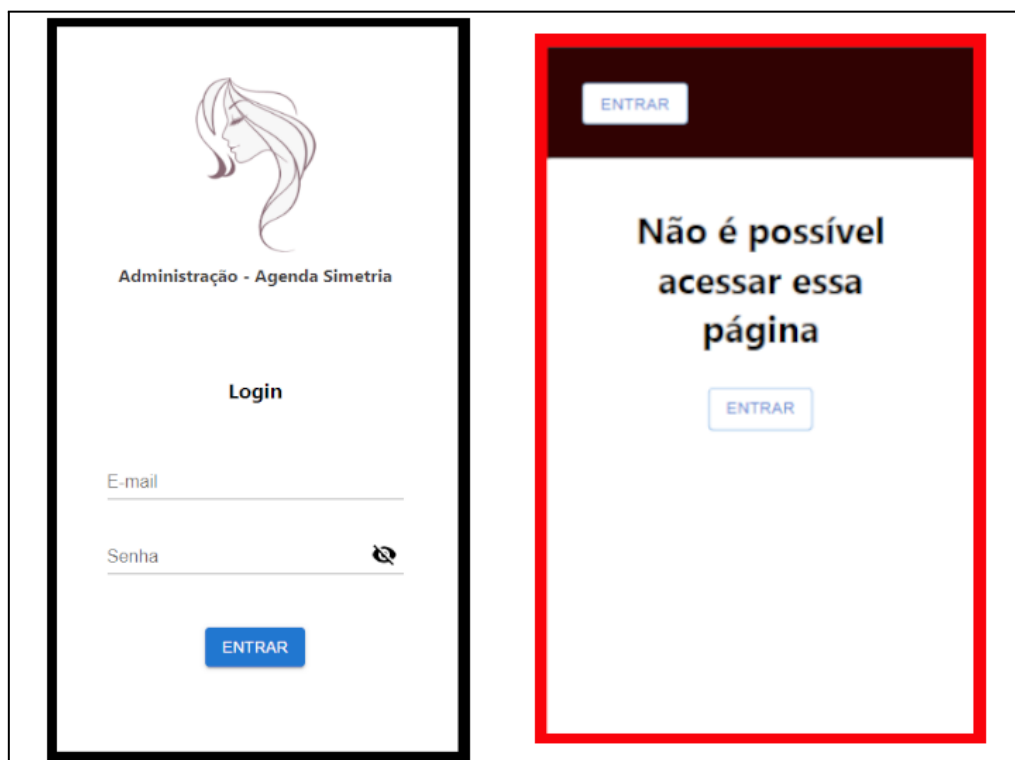 Administração - Agenda Simetria
Login
E-mail
Senha
ENTRAR
ENTRAR
Não é possível
acessar essa
página
ENTRAR